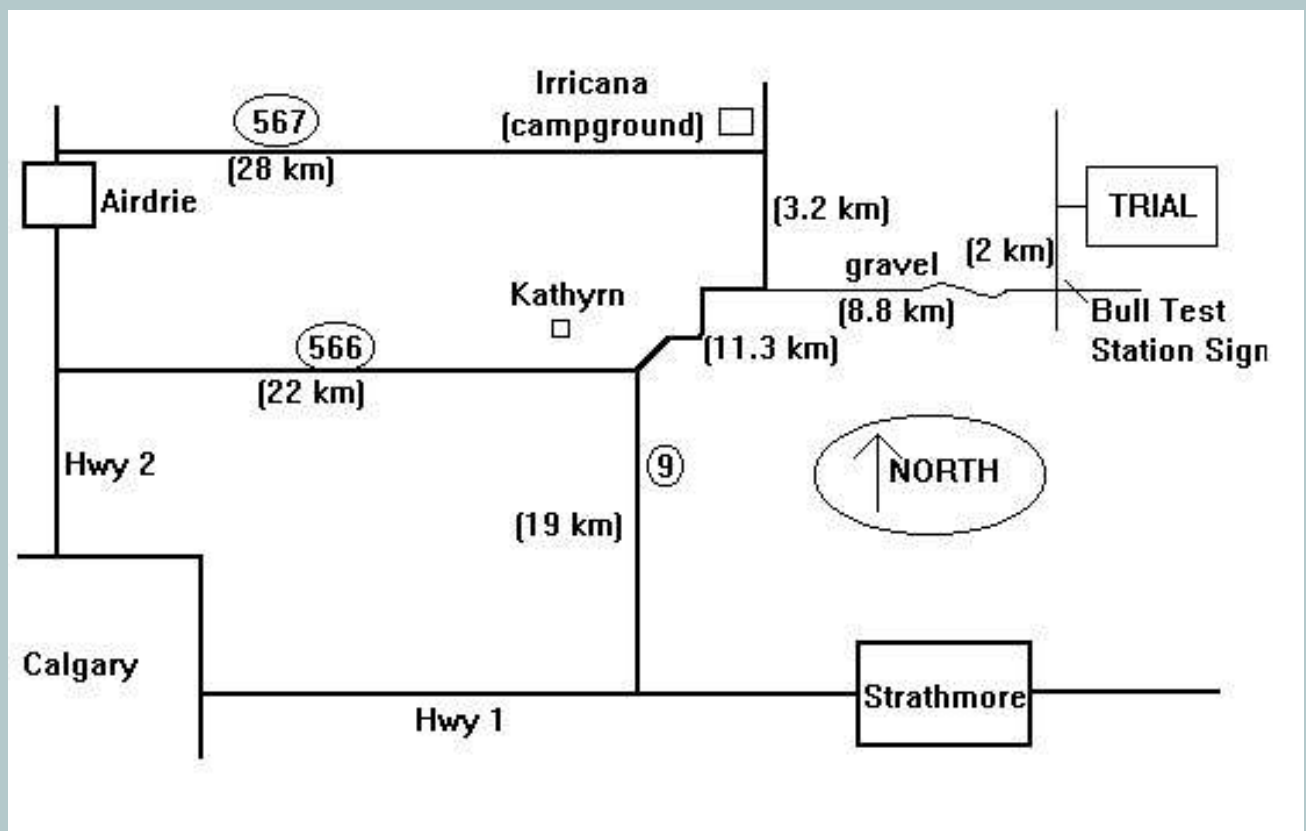 Irricana
(campground)
567
(28 km)
Airdrie
(3.2 km)
TRIAL
(2 km)
gravel
Kathyrn
(8.8 km)
Bull Test
Station Sign
566
(11.3 km)
(22 km)
Hwy 2
9
NORTH
(19 km)
Calgary
Strathmore
Hwy 1